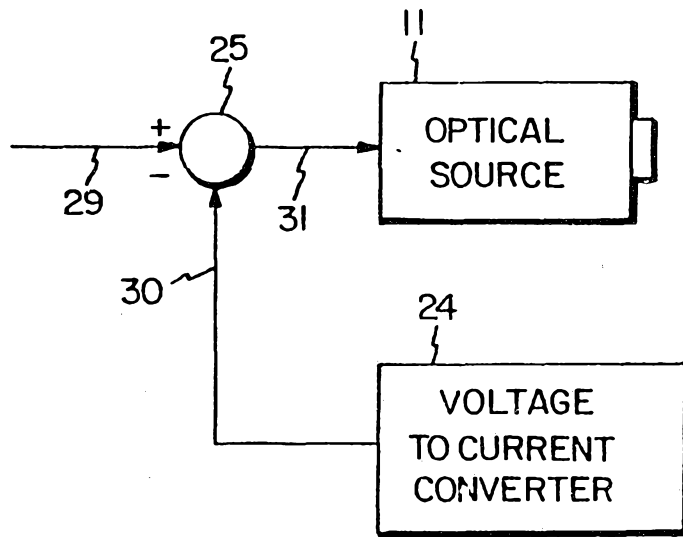 11
25
OPTICAL
SOURCE
+
-
29
31
30
24
VOLTAGE
TO CURRENT
CONVERTER